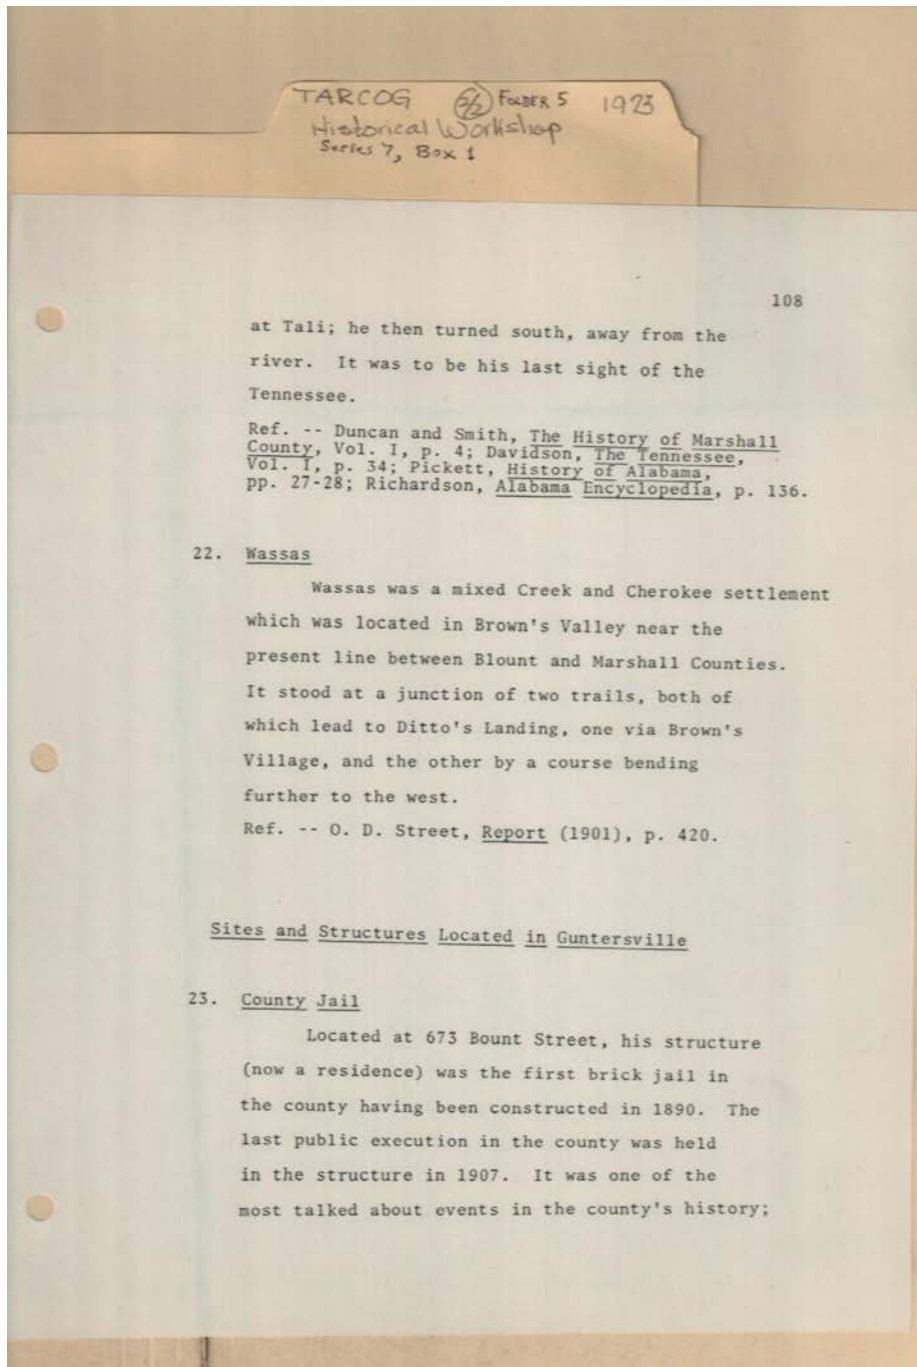 TARCOG 2/2 FOLDER 5 1973
Historical Workshop
Series 7, Box 1
108
at Tali; he then turned south, away from the
river. It was to be his last sight of the
Tennessee.
Ref. -- Duncan and Smith, The History of Marshall
County, Vol. I, p. 4; Davidson, The Tennessee,
Vol. I, p. 34; Pickett, History of Alabama,
pp. 27-28; Richardson, Alabama Encyclopedia, p. 136.
22. Wassas
Wassas was a mixed Creek and Cherokee settlement
which was located in Brown's Valley near the
present line between Blount and Marshall Counties.
It stood at a junction of two trails, both of
which lead to Ditto's Landing, one via Brown's
Village, and the other by a course bending
further to the west.
Ref. -- O. D. Street, Report (1901), p. 420.
Sites and Structures Located in Guntersville
23. County Jail
Located at 673 Bount Street, his structure
(now a residence) was the first brick jail in
the county having been constructed in 1890. The
last public execution in the county was held
in the structure in 1907. It was one of the
most talked about events in the county's history;